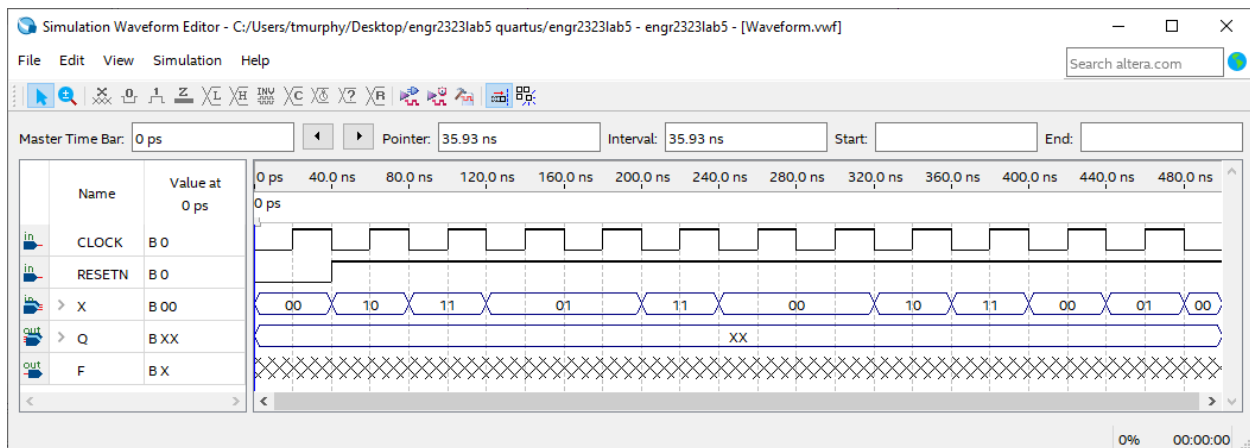 Simulation Waveform Editor - C:/Users/tmurphy/Desktop/engr2323lab5 quartus/engr2323lab5 - engr2323lab5 - [Waveform.vwf]
File Edit View Simulation Help
Search altera.com
Master Time Bar: 0 ps Pointer: 35.93 ns Interval: 35.93 ns Start: End:
Name Value at 0 ps
0 ps 40.0 ns 80.0 ns 120.0 ns 160.0 ns 200.0 ns 240.0 ns 280.0 ns 320.0 ns 360.0 ns 400.0 ns 440.0 ns 480.0 ns
0 ps
in CLOCK B 0
in RESETN B 0
in X B 00 00 10 11 01 11 00 10 11 00 01 00
out Q B XX XX
out F B X
0% 00:00:00